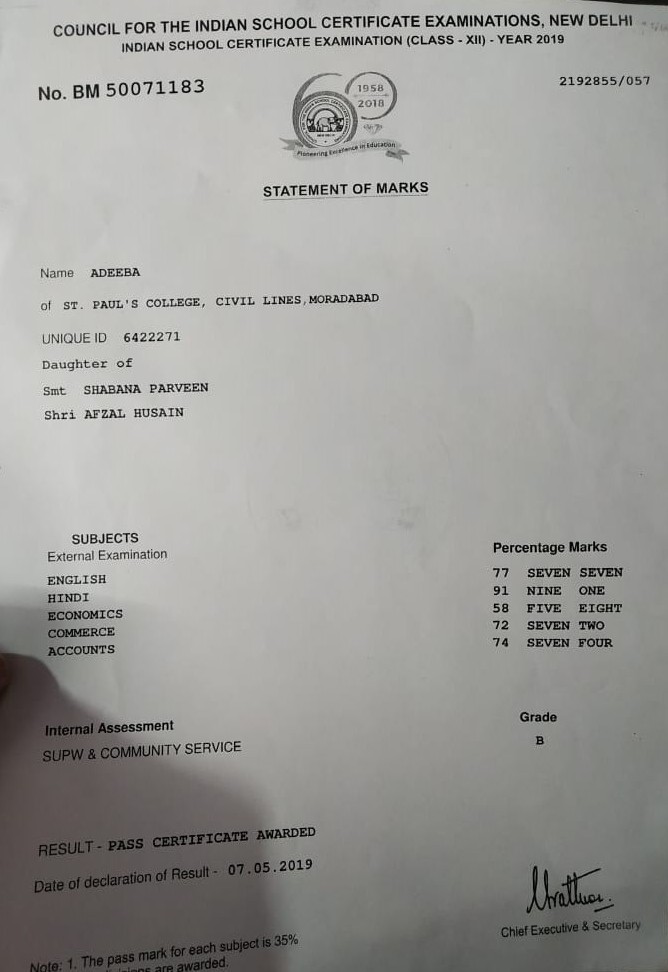 COUNCIL FOR THE INDIAN SCHOOL CERTIFICATE EXAMINATIONS, NEW DELHI
INDIAN SCHOOL CERTIFICATE EXAMINATION (CLASS - XII) - YEAR 2019
No. BM 50071183
2192855/057
1958
2018
Pioneering Excellence in Education
STATEMENT OF MARKS
Name ADEEBA
of ST. PAUL'S COLLEGE, CIVIL LINES,MORADABAD
UNIQUE ID 6422271
Daughter of
Smt SHABANA PARVEEN
Shri AFZAL HUSAIN
SUBJECTS
External Examination
Percentage Marks
ENGLISH 77 SEVEN SEVEN
HINDI 91 NINE ONE
ECONOMICS 58 FIVE EIGHT
COMMERCE 72 SEVEN TWO
ACCOUNTS 74 SEVEN FOUR
Internal Assessment Grade
SUPW & COMMUNITY SERVICE B
RESULT - PASS CERTIFICATE AWARDED
Date of declaration of Result - 07.05.2019
Chief Executive & Secretary
Note: 1. The pass mark for each subject is 35%
are awarded.